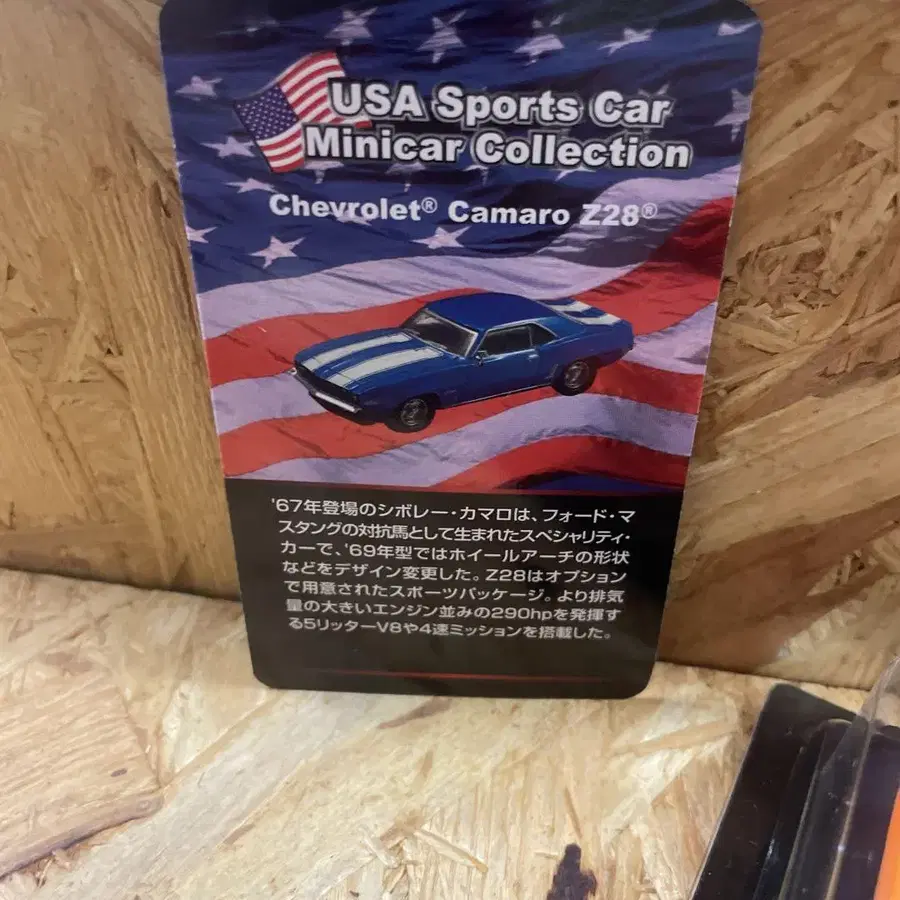 USA Sports Car
Minicar Collection
Chevrolet® Camaro Z28®
'67年登場のシボレー・カマロは、フォード・マ
スタングの対抗馬として生まれたスペシャリティ・
カーで、'69年型ではホイールアーチの形状
などをデザイン変更した。Z28はオプション
で用意されたスポーツパッケージ。より排気
量の大きいエンジン並みの290hpを発揮す
る5リッターV8や4速ミッションを搭載した。